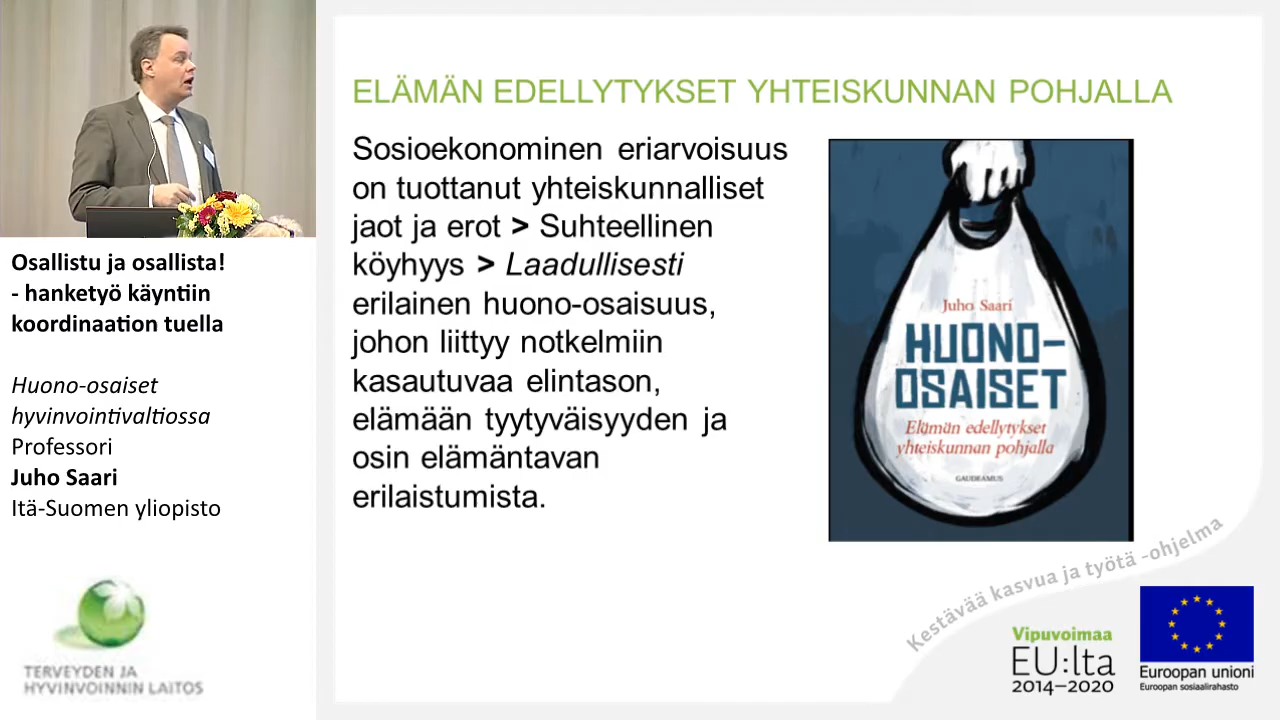 Osallistu ja osallista!
- hanketyö käyntiin
koordinaation tuella
Huono-osaiset
hyvinvointivaltiossa
Professori
Juho Saari
Itä-Suomen yliopisto
TERVEYDEN JA
HYVINVOINNIN LAITOS
ELÄMÄN EDELLYTYKSET YHTEISKUNNAN POHJALLA
Sosioekonominen eriarvoisuus
on tuottanut yhteiskunnalliset
jaot ja erot > Suhteellinen
köyhyys > Laadullisesti
erilainen huono-osaisuus,
johon liittyy notkelmiin
kasautuvaa elintason,
elämään tyytyväisyyden ja
osin elämäntavan
erilaistumista.
Juho Saari
HUONO-
OSAISET
Elämän edellytykset
yhteiskunnan pohjalla
GAUDEAMUS
Kestävää kasvua ja työtä -ohjelma
Vipuvoimaa
EU:lta
2014–2020
Euroopan unioni
Euroopan sosiaalirahasto